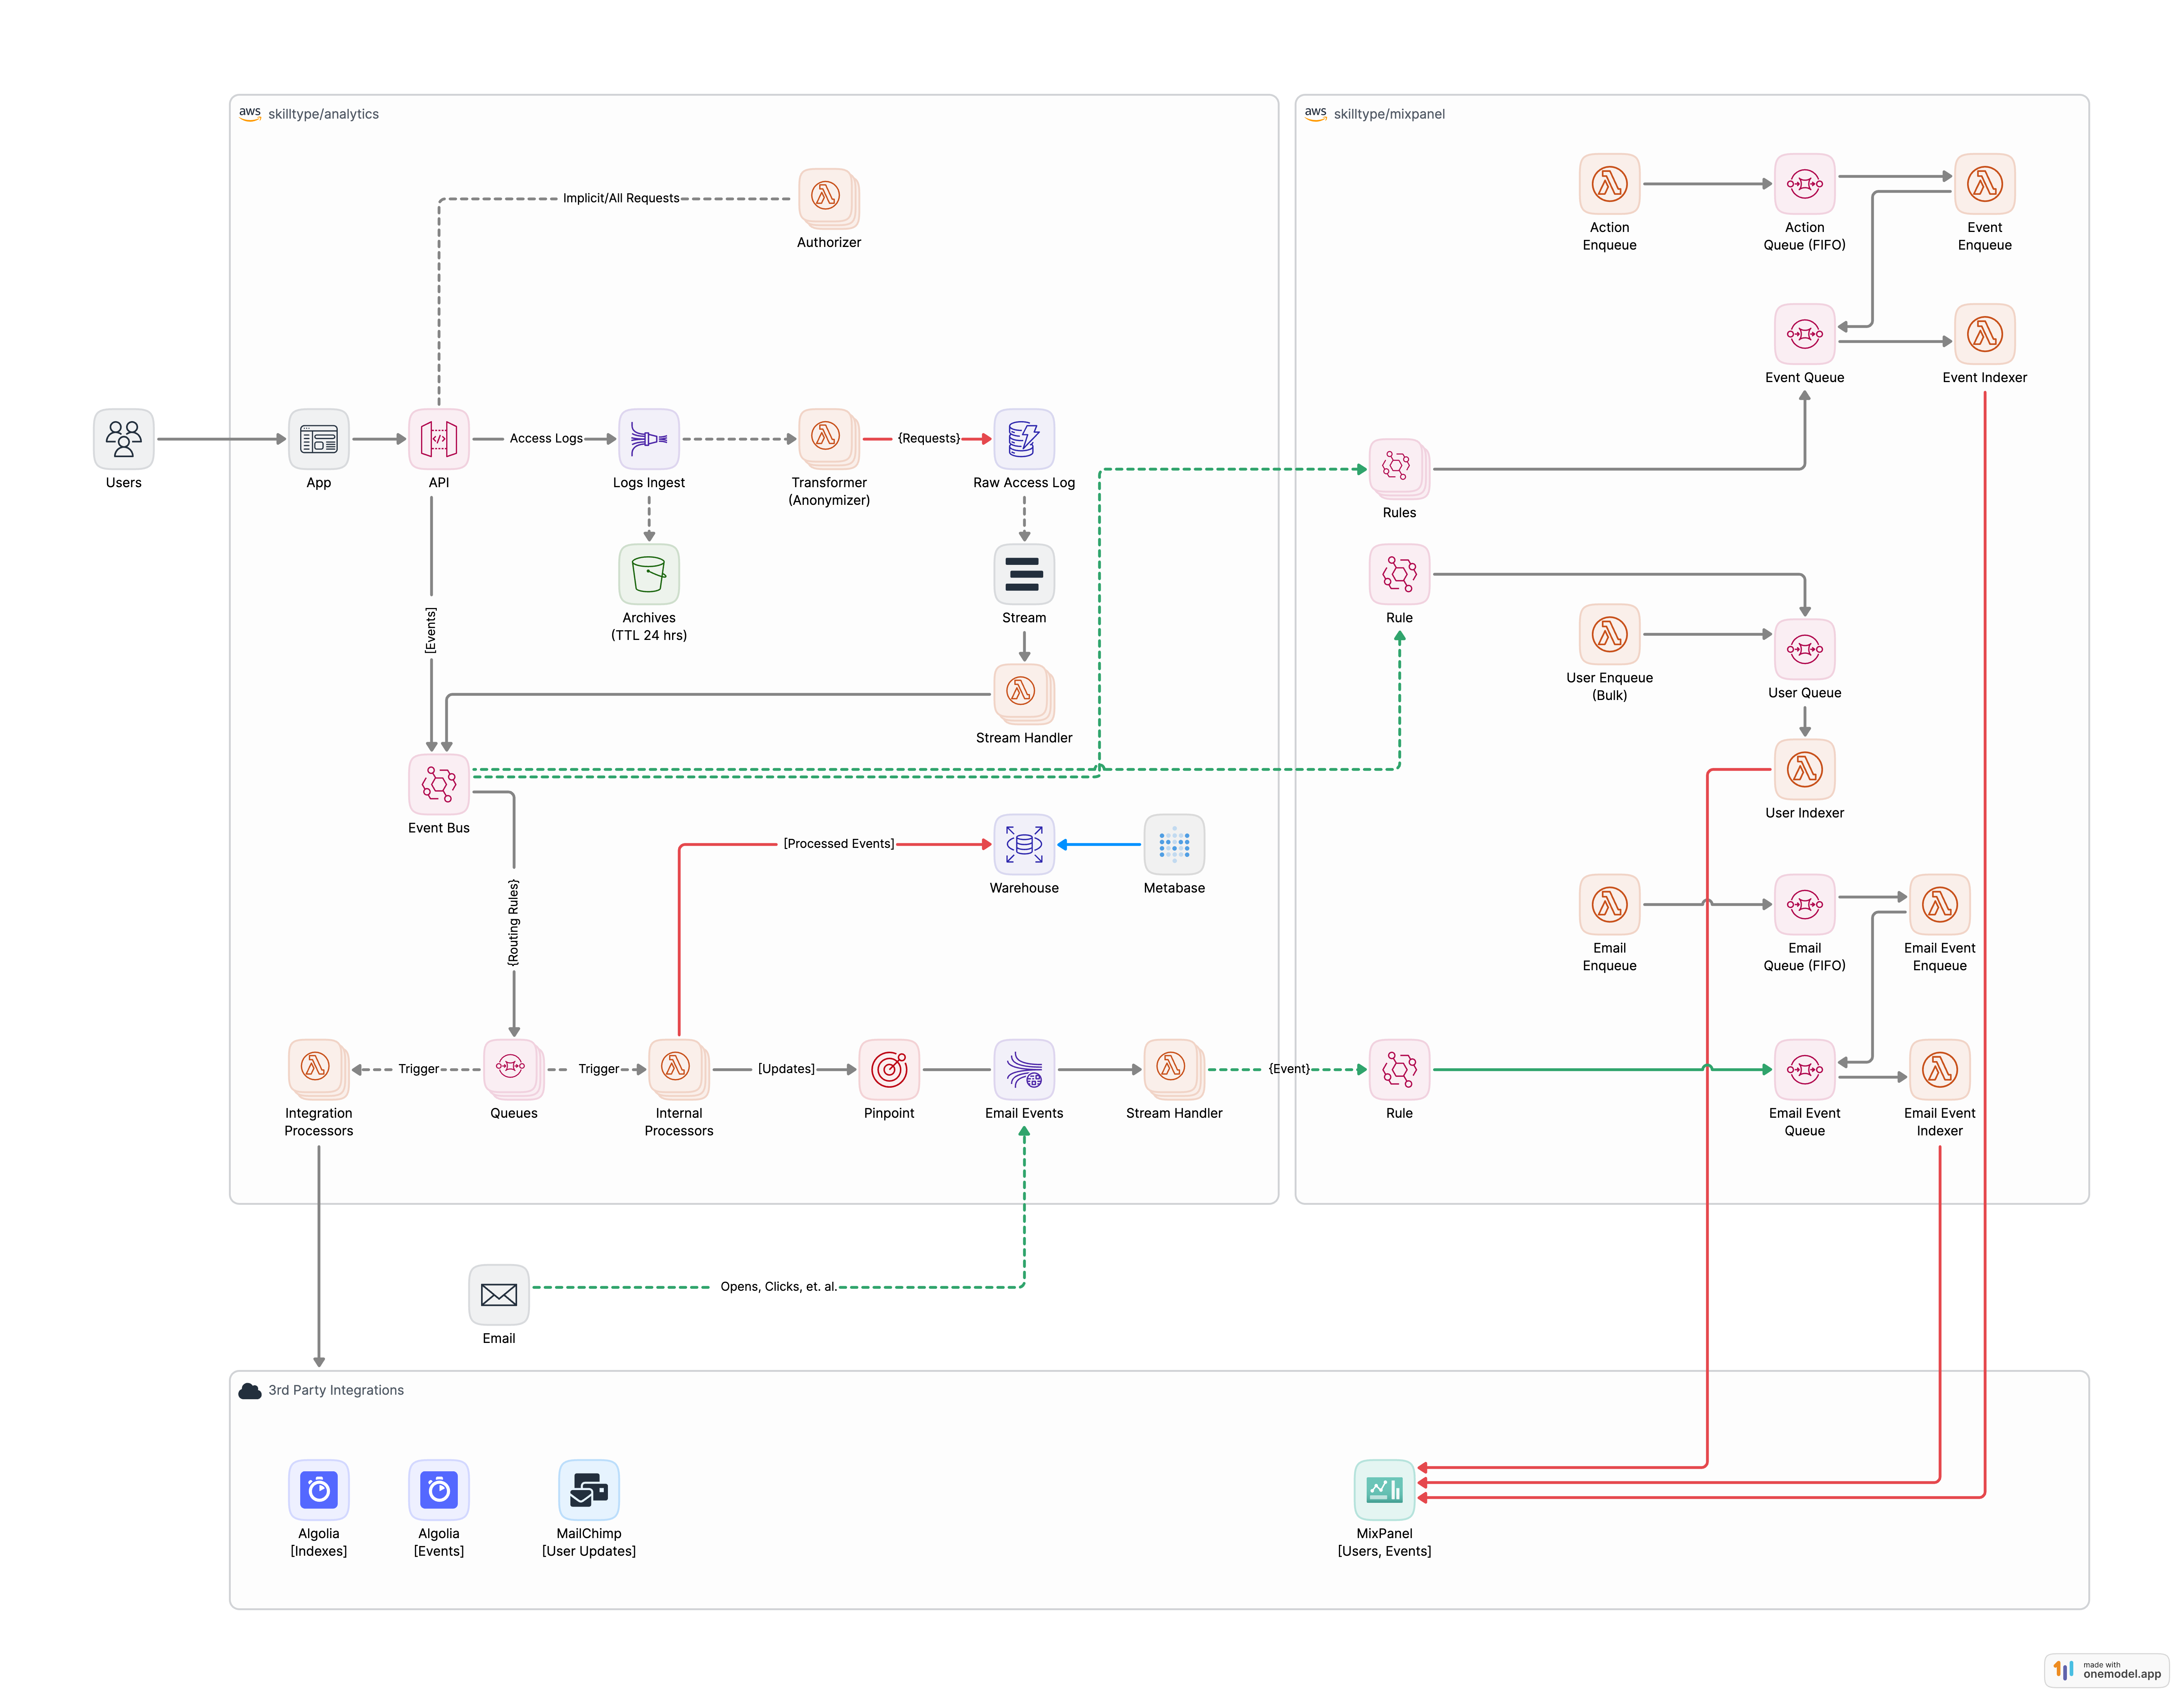 aws skilltype/analytics
aws skilltype/mixpanel
Action
Enqueue
Action
Queue (FIFO)
Event
Enqueue
Implicit/All Requests
Authorizer
Event Queue
Event Indexer
Users
App
API
Access Logs
Logs Ingest
Transformer
(Anonymizer)
{Requests}
Raw Access Log
Rules
Archives
(TTL 24 hrs)
Stream
Rule
[Events]
User Enqueue
(Bulk)
User Queue
Stream Handler
Event Bus
User Indexer
[Processed Events]
Warehouse
Metabase
{Routing Rules}
Email
Enqueue
Email
Queue (FIFO)
Email Event
Enqueue
Integration
Processors
Trigger
Queues
Trigger
Internal
Processors
[Updates]
Pinpoint
Email Events
Stream Handler
{Event}
Rule
Email Event
Queue
Email Event
Indexer
Opens, Clicks, et. al.
Email
3rd Party Integrations
Algolia
[Indexes]
Algolia
[Events]
MailChimp
[User Updates]
MixPanel
[Users, Events]
made with
onemodel.app